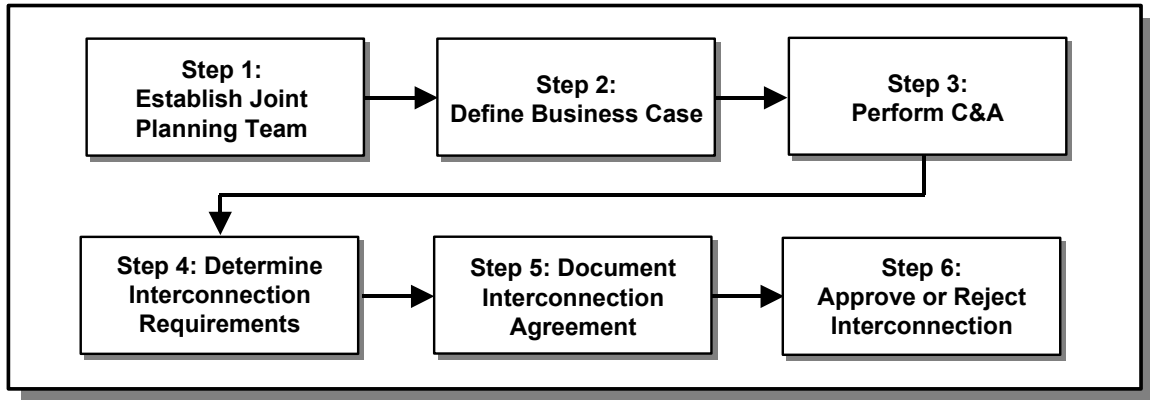 Step 1:
Establish Joint
Planning Team
Step 2:
Define Business Case
Step 3:
Perform C&A
Step 4: Determine
Interconnection
Requirements
Step 5: Document
Interconnection
Agreement
Step 6:
Approve or Reject
Interconnection